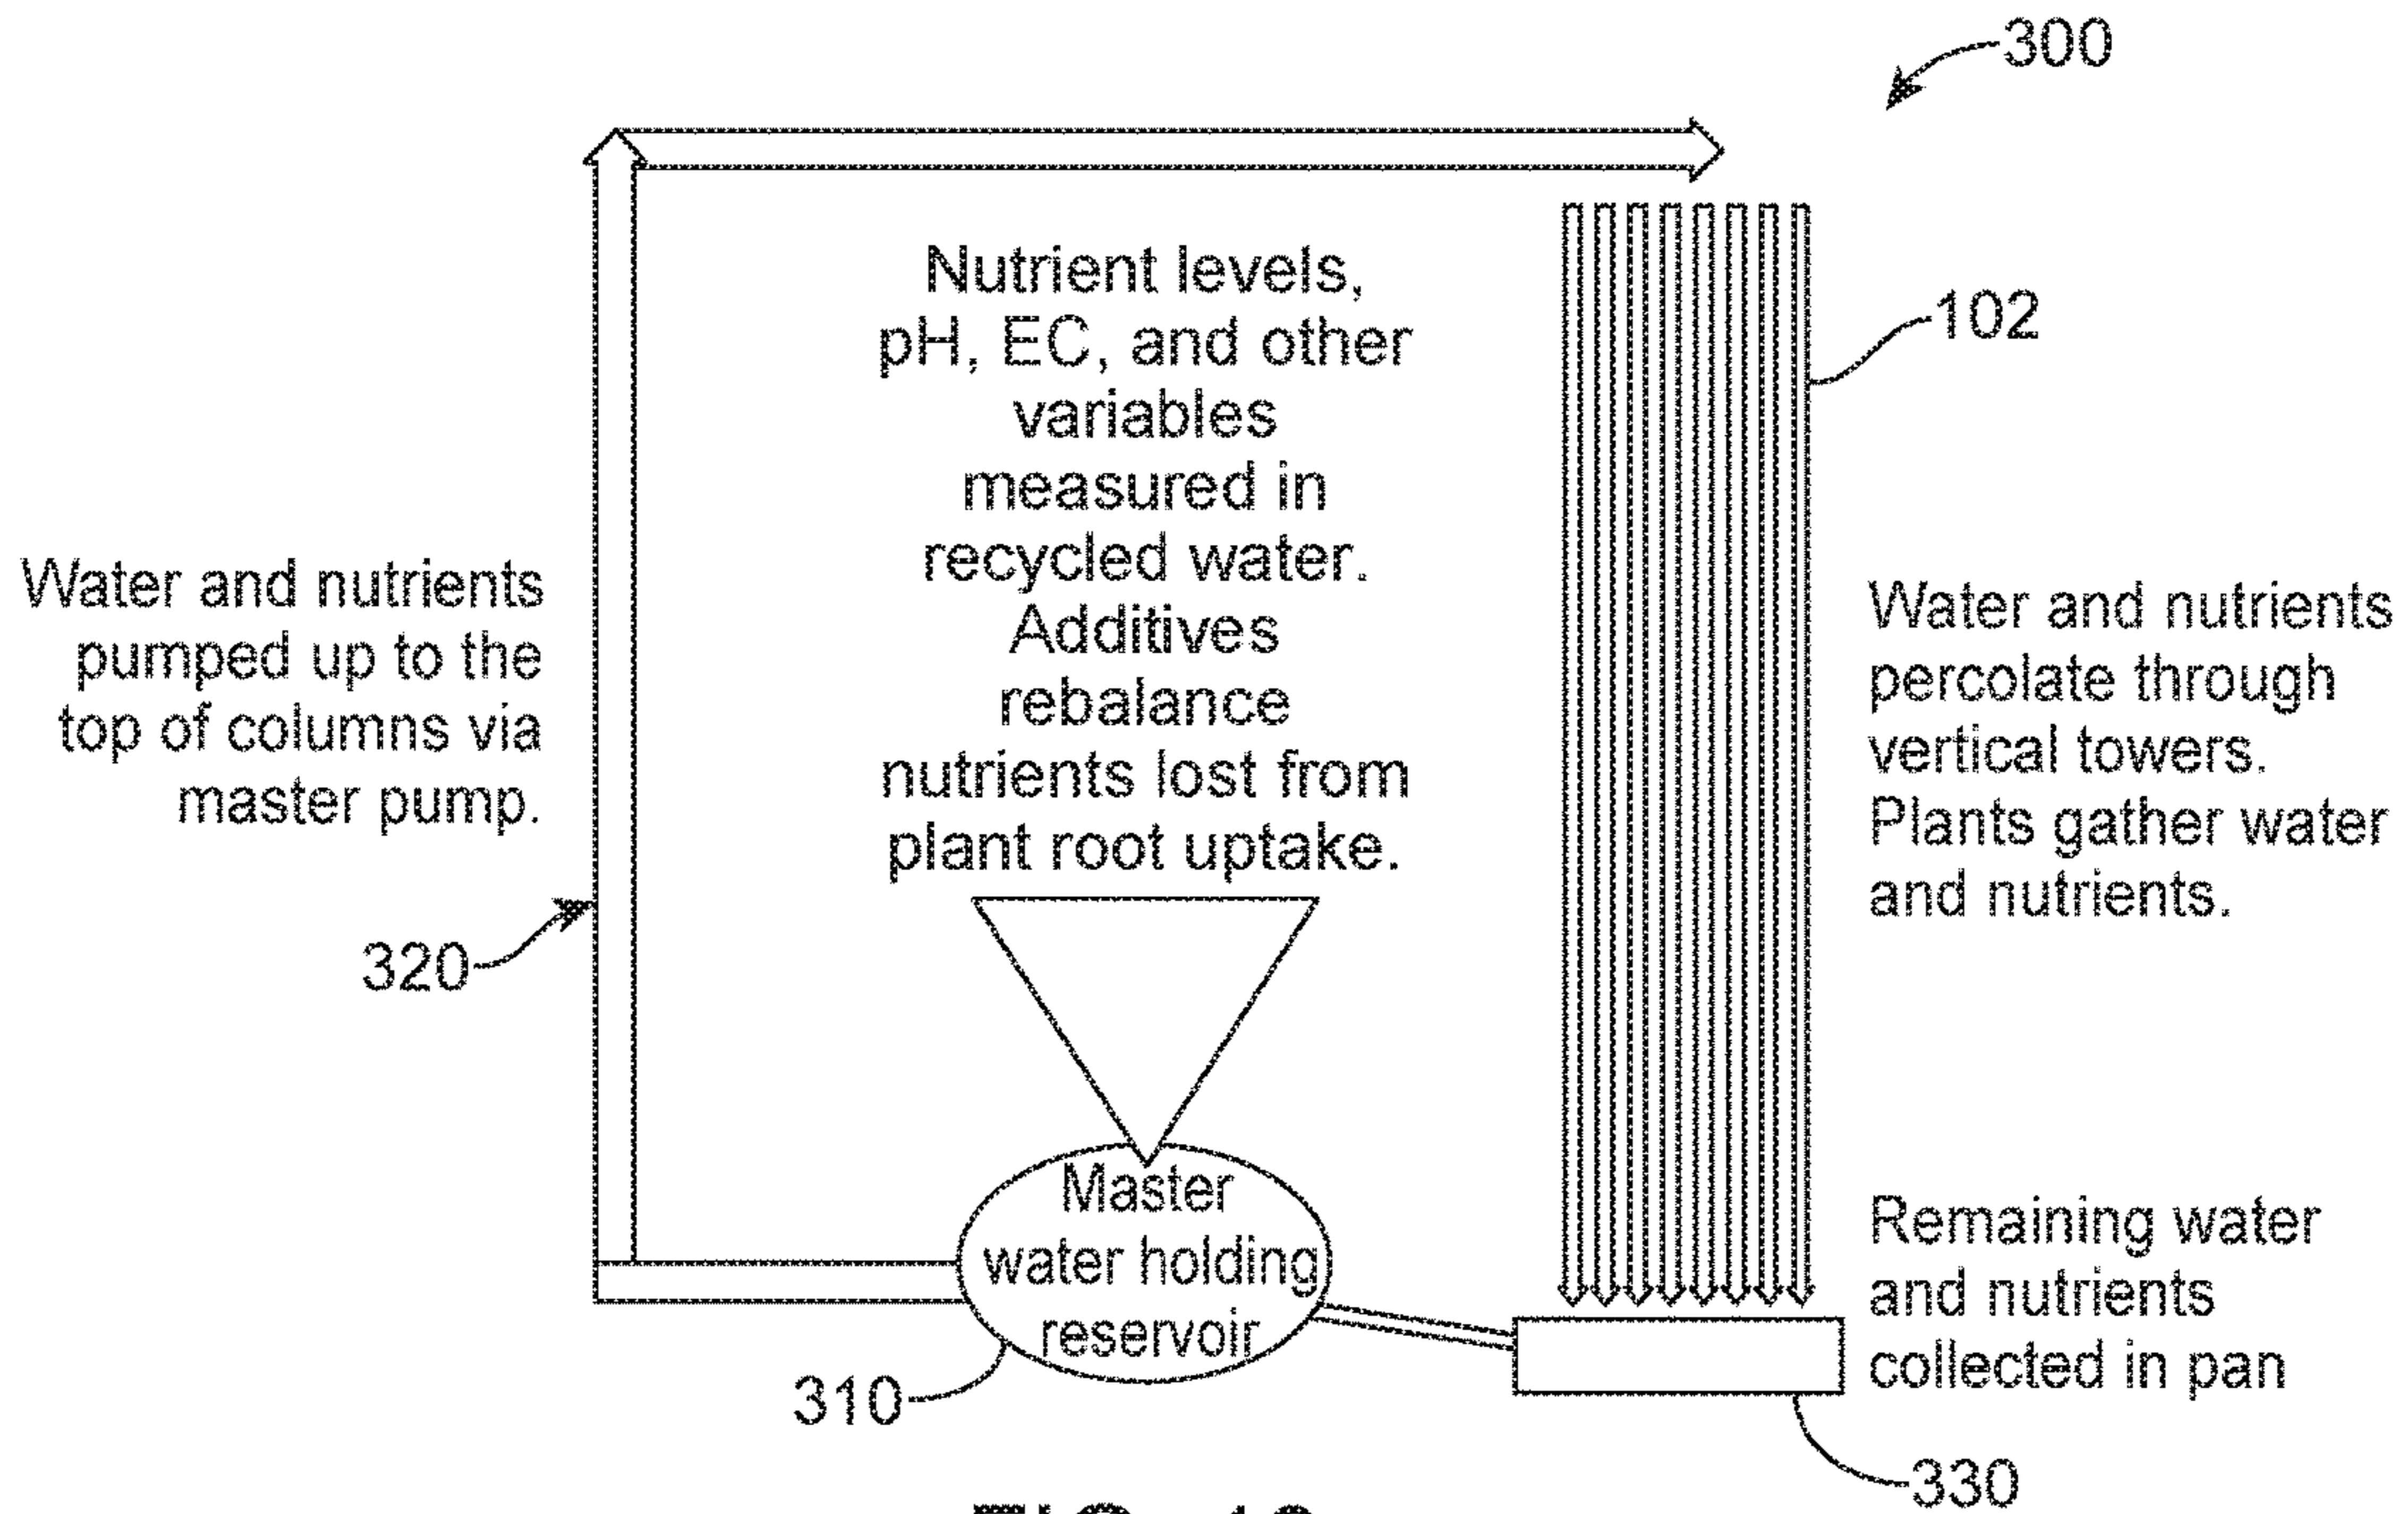 300
Nutrient levels,
pH, EC, and other
variables
measured in
recycled water.
Additives
rebalance
nutrients lost from
plant root uptake.
102
Water and nutrients
pumped up to the
top of columns via
master pump.
320
Water and nutrients
percolate through
vertical towers.
Plants gather water
and nutrients.
Master
water holding
reservoir
310
Remaining water
and nutrients
collected in pan
330